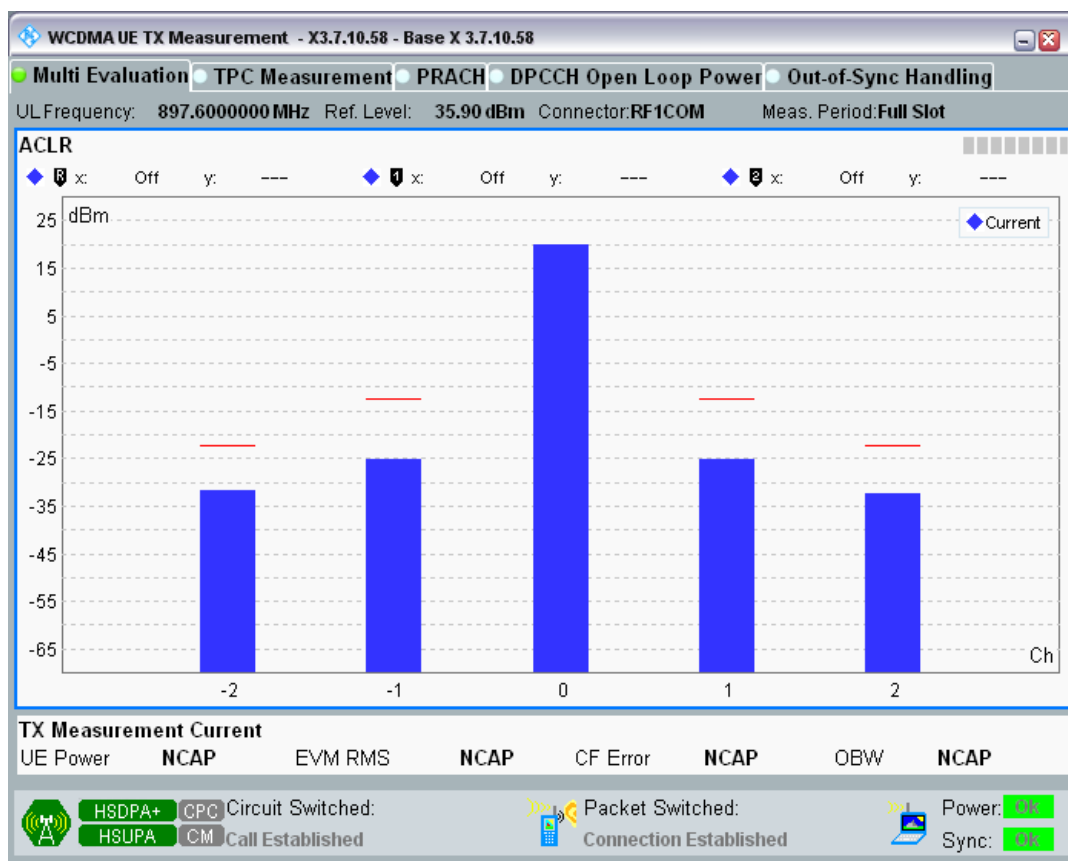 WCDMA UE TX Measurement - X3.7.10.58 - Base X 3.7.10.58
Multi Evaluation TPC Measurement PRACH DPCCH Open Loop Power Out-of-Sync Handling
UL Frequency: 897.6000000 MHz Ref. Level: 35.90 dBm Connector:RF1COM Meas. Period:Full Slot
ACLR
R x: Off y: --- 1 x: Off y: --- 2 x: Off y: ---
dBm
Current
25
15
5
-5
-15
-25
-35
-45
-55
-65
Ch
-2 -1 0 1 2
TX Measurement Current
UE Power NCAP EVM RMS NCAP CF Error NCAP OBW NCAP
HSDPA+ CPC Circuit Switched: Packet Switched: Power: Ok
HSUPA CM Call Established Connection Established Sync: Ok